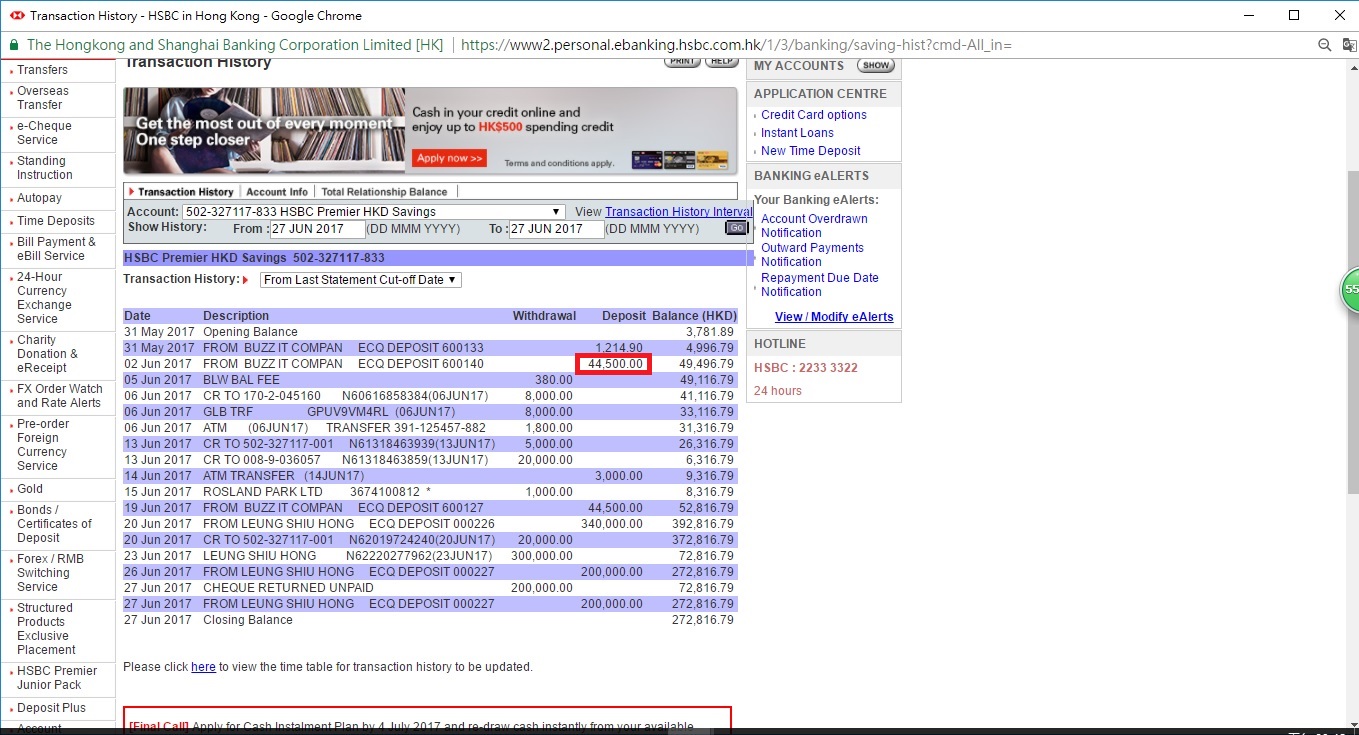 Transaction History - HSBC in Hong Kong - Google Chrome
The Hongkong and Shanghai Banking Corporation Limited [HK] https://www2.personal.ebanking.hsbc.com.hk/1/3/banking/saving-hist?cmd-All_in=
Transfers
Overseas
Transfer
e-Cheque
Service
Standing
Instruction
Autopay
Time Deposits
Bill Payment &
eBill Service
24-Hour
Currency
Exchange
Service
Charity
Donation &
eReceipt
FX Order Watch
and Rate Alerts
Pre-order
Foreign
Currency
Service
Gold
Bonds /
Certificates of
Deposit
Forex / RMB
Switching
Service
Structured
Products
Exclusive
Placement
HSBC Premier
Junior Pack
Deposit Plus
Account
Transaction History PRINT HELP
Get the most out of every moment
One step closer
Cash in your credit online and
enjoy up to HK$500 spending credit
Apply now >> Terms and conditions apply.
Transaction History Account Info Total Relationship Balance
Account: 502-327117-833 HSBC Premier HKD Savings View Transaction History Interval
Show History: From : 27 JUN 2017 (DD MMM YYYY) To : 27 JUN 2017 (DD MMM YYYY) Go
HSBC Premier HKD Savings 502-327117-833
Transaction History: From Last Statement Cut-off Date
Date Description Withdrawal Deposit Balance (HKD)
31 May 2017 Opening Balance 3,781.89
31 May 2017 FROM BUZZ IT COMPAN ECQ DEPOSIT 600133 1,214.90 4,996.79
02 Jun 2017 FROM BUZZ IT COMPAN ECQ DEPOSIT 600140 44,500.00 49,496.79
05 Jun 2017 BLW BAL FEE 380.00 49,116.79
06 Jun 2017 CR TO 170-2-045160 N60616858384(06JUN17) 8,000.00 41,116.79
06 Jun 2017 GLB TRF GPUV9VM4RL (06JUN17) 8,000.00 33,116.79
06 Jun 2017 ATM (06JUN17) TRANSFER 391-125457-882 1,800.00 31,316.79
13 Jun 2017 CR TO 502-327117-001 N61318463939(13JUN17) 5,000.00 26,316.79
13 Jun 2017 CR TO 008-9-036057 N61318463859(13JUN17) 20,000.00 6,316.79
14 Jun 2017 ATM TRANSFER (14JUN17) 3,000.00 9,316.79
15 Jun 2017 ROSLAND PARK LTD 3674100812 * 1,000.00 8,316.79
19 Jun 2017 FROM BUZZ IT COMPAN ECQ DEPOSIT 600127 44,500.00 52,816.79
20 Jun 2017 FROM LEUNG SHIU HONG ECQ DEPOSIT 000226 340,000.00 392,816.79
20 Jun 2017 CR TO 502-327117-001 N62019724240(20JUN17) 20,000.00 372,816.79
23 Jun 2017 LEUNG SHIU HONG N62220277962(23JUN17) 300,000.00 72,816.79
26 Jun 2017 FROM LEUNG SHIU HONG ECQ DEPOSIT 000227 200,000.00 272,816.79
27 Jun 2017 CHEQUE RETURNED UNPAID 200,000.00 72,816.79
27 Jun 2017 FROM LEUNG SHIU HONG ECQ DEPOSIT 000227 200,000.00 272,816.79
27 Jun 2017 Closing Balance 272,816.79
Please click here to view the time table for transaction history to be updated.
[Final Call] Apply for Cash Instalment Plan by 4 July 2017 and re-draw cash instantly from your available
MY ACCOUNTS SHOW
APPLICATION CENTRE
Credit Card options
Instant Loans
New Time Deposit
BANKING eALERTS
Your Banking eAlerts:
Account Overdrawn
Notification
Outward Payments
Notification
Repayment Due Date
Notification
View / Modify eAlerts
HOTLINE
HSBC : 2233 3322
24 hours
55